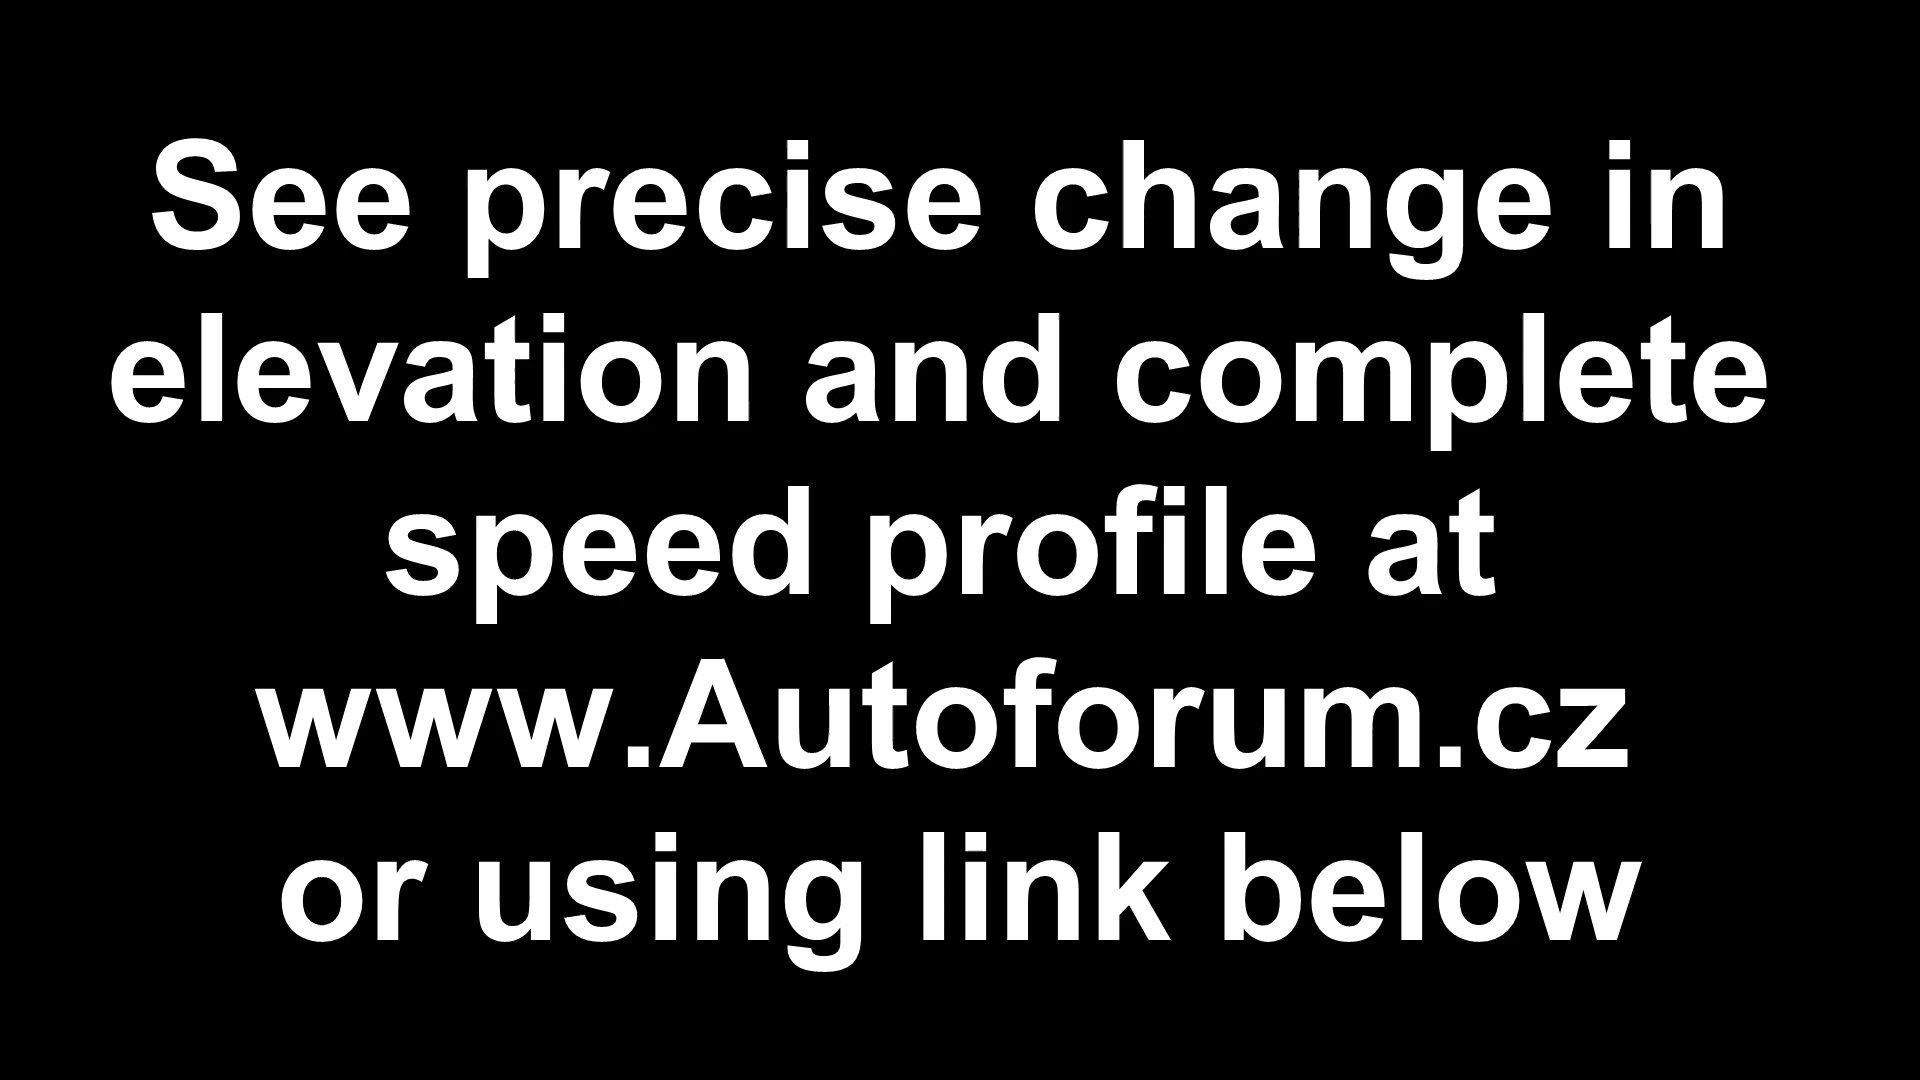 See precise change in
elevation and complete
speed profile at
www.Autoforum.cz
or using link below